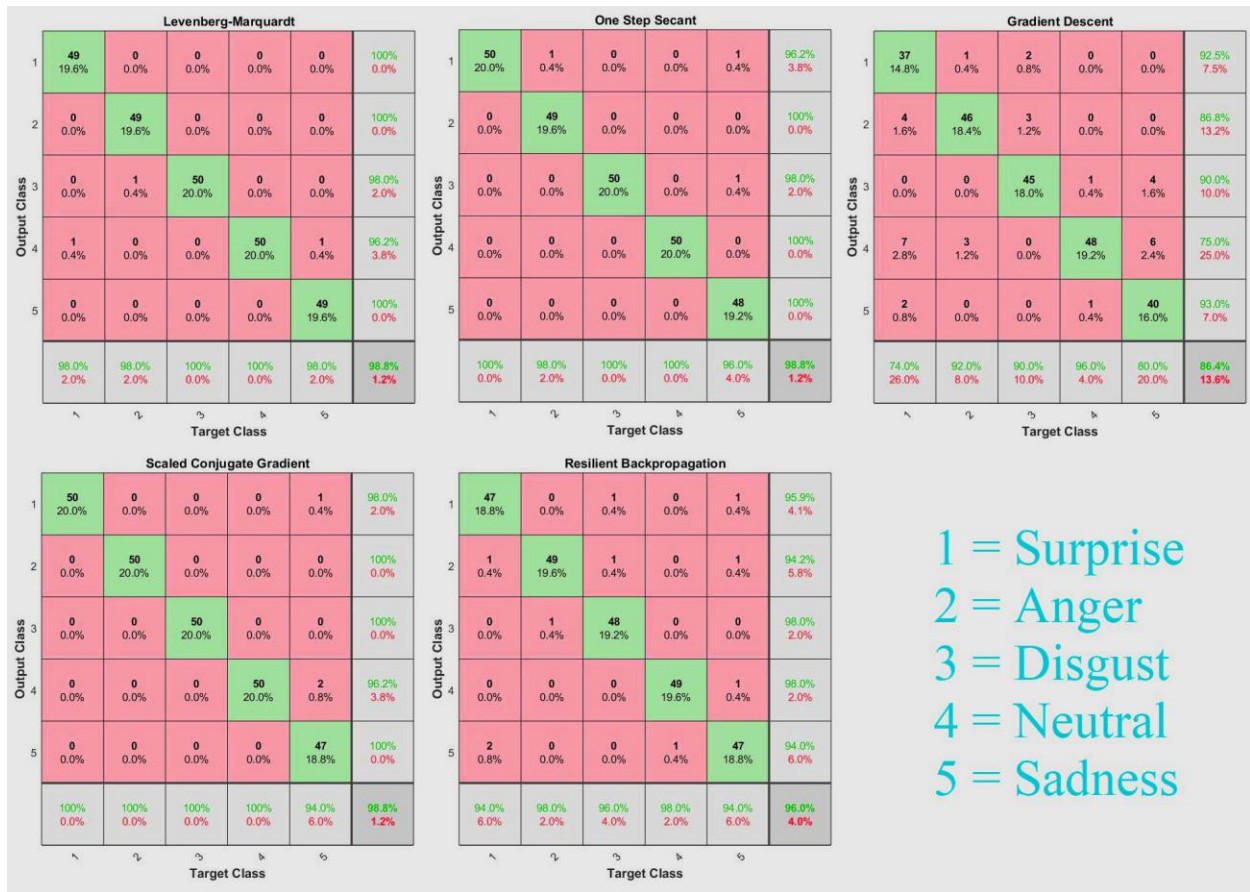 Levenberg-Marquardt
Output Class
1 49 0 0 0 0 100%
19.6% 0.0% 0.0% 0.0% 0.0% 0.0%
2 0 49 0 0 0 100%
0.0% 19.6% 0.0% 0.0% 0.0% 0.0%
3 0 1 50 0 0 98.0%
0.0% 0.4% 20.0% 0.0% 0.0% 2.0%
4 1 0 0 50 1 96.2%
0.4% 0.0% 0.0% 20.0% 0.4% 3.8%
5 0 0 0 0 49 100%
0.0% 0.0% 0.0% 0.0% 19.6% 0.0%
98.0% 98.0% 100% 100% 98.0% 98.8%
2.0% 2.0% 0.0% 0.0% 2.0% 1.2%
1 2 3 4 5
Target Class
One Step Secant
Output Class
1 50 1 0 0 1 96.2%
20.0% 0.4% 0.0% 0.0% 0.4% 3.8%
2 0 49 0 0 0 100%
0.0% 19.6% 0.0% 0.0% 0.0% 0.0%
3 0 0 50 0 1 98.0%
0.0% 0.0% 20.0% 0.0% 0.4% 2.0%
4 0 0 0 50 0 100%
0.0% 0.0% 0.0% 20.0% 0.0% 0.0%
5 0 0 0 0 48 100%
0.0% 0.0% 0.0% 0.0% 19.2% 0.0%
100% 98.0% 100% 100% 96.0% 98.8%
0.0% 2.0% 0.0% 0.0% 4.0% 1.2%
1 2 3 4 5
Target Class
Gradient Descent
Output Class
1 37 1 2 0 0 92.5%
14.8% 0.4% 0.8% 0.0% 0.0% 7.5%
2 4 46 3 0 0 86.8%
1.6% 18.4% 1.2% 0.0% 0.0% 13.2%
3 0 0 45 1 4 90.0%
0.0% 0.0% 18.0% 0.4% 1.6% 10.0%
4 7 3 0 48 6 75.0%
2.8% 1.2% 0.0% 19.2% 2.4% 25.0%
5 2 0 0 1 40 93.0%
0.8% 0.0% 0.0% 0.4% 16.0% 7.0%
74.0% 92.0% 90.0% 96.0% 80.0% 86.4%
26.0% 8.0% 10.0% 4.0% 20.0% 13.6%
1 2 3 4 5
Target Class
Scaled Conjugate Gradient
Output Class
1 50 0 0 0 1 98.0%
20.0% 0.0% 0.0% 0.0% 0.4% 2.0%
2 0 50 0 0 0 100%
0.0% 20.0% 0.0% 0.0% 0.0% 0.0%
3 0 0 50 0 0 100%
0.0% 0.0% 20.0% 0.0% 0.0% 0.0%
4 0 0 0 50 2 96.2%
0.0% 0.0% 0.0% 20.0% 0.8% 3.8%
5 0 0 0 0 47 100%
0.0% 0.0% 0.0% 0.0% 18.8% 0.0%
100% 100% 100% 100% 94.0% 98.8%
0.0% 0.0% 0.0% 0.0% 6.0% 1.2%
1 2 3 4 5
Target Class
Resilient Backpropagation
Output Class
1 47 0 1 0 1 95.9%
18.8% 0.0% 0.4% 0.0% 0.4% 4.1%
2 1 49 1 0 1 94.2%
0.4% 19.6% 0.4% 0.0% 0.4% 5.8%
3 0 1 48 0 0 98.0%
0.0% 0.4% 19.2% 0.0% 0.0% 2.0%
4 0 0 0 49 1 98.0%
0.0% 0.0% 0.0% 19.6% 0.4% 2.0%
5 2 0 0 1 47 94.0%
0.8% 0.0% 0.0% 0.4% 18.8% 6.0%
94.0% 98.0% 96.0% 98.0% 94.0% 96.0%
6.0% 2.0% 4.0% 2.0% 6.0% 4.0%
1 2 3 4 5
Target Class
1 = Surprise
2 = Anger
3 = Disgust
4 = Neutral
5 = Sadness